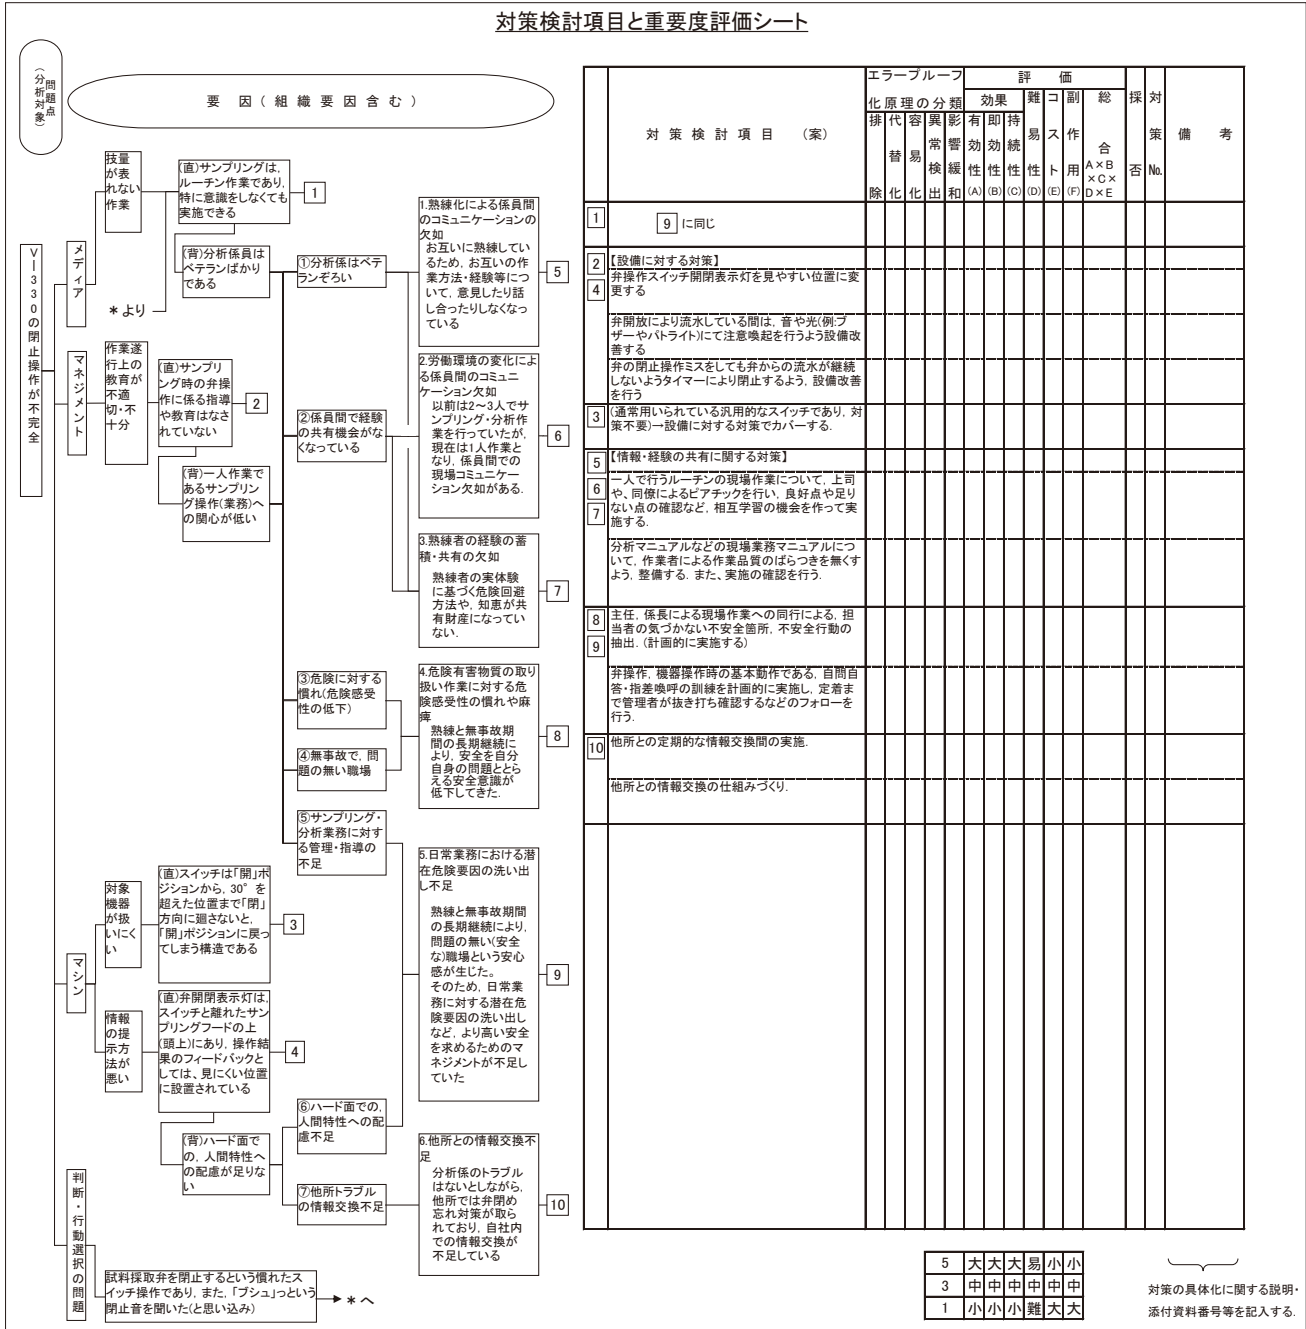 対策検討項目と重要度評価シート
問題点
(分析対象)
要 因 ( 組 織 要 因 含 む )
V－330の閉止操作が不完全
メディア
技量
が表
れない
作業
(直)サンプリングは,
ルーチン作業であり,
特に意識をしなくても
実施できる
1
(背)分析係員は
ベテランばかり
である
＊より
マネジメント
作業遂
行上の
教育が
不適
切・不
十分
(直)サンプリ
ング時の弁操
作に係る指導
や教育はなさ
れていない
2
(背)一人作業で
あるサンプリン
グ操作(業務)へ
の関心が低い
①分析係はベテ
ランぞろい
②係員間で経験
の共有機会がな
くなっている
③危険に対する
慣れ(危険感受
性の低下)
④無事故で, 問
題の無い職場
⑤サンプリング・
分析業務に対す
る管理・指導の
不足
1.熟練化による係員間
のコミュニケーションの
欠如
お互いに熟練してい
るため, お互いの作
業方法・経験等につ
いて, 意見したり話
し合ったりしなくなっ
ている
5
2.労働環境の変化によ
る係員間のコミュニ
ケーション欠如
以前は2～3人でサ
ンプリング・分析作
業を行っていたが,
現在は1人作業と
なり, 係員間での
現場コミュニケー
ション欠如がある.
6
3.熟練者の経験の蓄
積・共有の欠如
熟練者の実体験
に基づく危険回避
方法や, 知恵が共
有財産になってい
ない.
7
4.危険有害物質の取り
扱い作業に対する危
険感受性の慣れや麻
痺
熟練と無事故期
間の長期継続に
より, 安全を自分
自身の問題ととら
える安全意識が
低下してきた.
8
5.日常業務における潜
在危険要因の洗い出
し不足
熟練と無事故期間
の長期継続により,
問題の無い(安全
な)職場という安心
感が生じた。
そのため, 日常業
務に対する潜在危
険要因の洗い出し
など, より高い安全
を求めるためのマ
ネジメントが不足し
ていた
9
マシン
対象
機器
が扱
いにく
い
(直)スイッチは「開」ポ
ジションから, 30°を
超えた位置まで「閉」
方向に廻さないと,
「開」ポジションに戻っ
てしまう構造である
3
情報
の提
示方
法が
悪い
(直)弁開閉表示灯は,
スイッチと離れたサン
プリングフードの上
(頭上)にあり, 操作結
果のフィードバックと
しては、見にくい位置
に設置されている
4
(背)ハード面で
の, 人間特性へ
の配慮が足りな
い
⑥ハード面での,
人間特性への配
慮不足
⑦他所トラブル
の情報交換不足
6.他所との情報交換不
足
分析係のトラブル
はないとしながら,
他所では弁閉め
忘れ対策が取ら
れており, 自社内
での情報交換が
不足している
10
判断・行動選択の問題
試料採取弁を閉止するという慣れたス
イッチ操作であり, また, 「プシュ」っという
閉止音を聞いた(と思い込み)
＊へ
対 策 検 討 項 目 (案)
エラープルーフ
化原理の分類
排除
代替化
容易化
異常検出
影響緩和
評 価
効果
有効性(A)
即効性(B)
持続性(C)
難易性(D)
コスト(E)
副作用(F)
総合
A×B
×C×
D×E
採否
対策No.
備 考
1
9 に同じ
2
4
【設備に対する対策】
弁操作スイッチ開閉表示灯を見やすい位置に変
更する
弁開放により流水している間は, 音や光(例:ブ
ザーやパトライト)にて注意喚起を行うよう設備改
善する
弁の閉止操作ミスをしても弁からの流水が継続
しないようタイマーにより閉止するよう, 設備改善
を行う
3
(通常用いられている汎用的なスイッチであり, 対
策不要)→設備に対する対策でカバーする.
5
6
7
【情報・経験の共有に関する対策】
一人で行うルーチンの現場作業について, 上司
や, 同僚によるピアチックを行い, 良好点や足り
ない点の確認など, 相互学習の機会を作って実
施する.
分析マニュアルなどの現場業務マニュアルにつ
いて, 作業者による作業品質のばらつきを無くす
よう, 整備する. また、実施の確認を行う.
8
9
主任, 係長による現場作業への同行による, 担
当者の気づかない不安全箇所, 不安全行動の
抽出. (計画的に実施する)
弁操作, 機器操作時の基本動作である, 自問自
答・指差喚呼の訓練を計画的に実施し, 定着ま
で管理者が抜き打ち確認するなどのフォローを
行う.
10
他所との定期的な情報交換間の実施.
他所との情報交換の仕組みづくり.
5 大 大 大 易 小 小
3 中 中 中 中 中 中
1 小 小 小 難 大 大
対策の具体化に関する説明・
添付資料番号等を記入する.